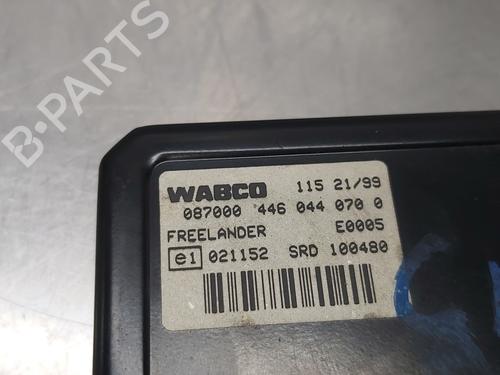 B-PARTS
WABCO 115 21/99
087000 446 044 070 0
FREELANDER E0005
e1 021152 SRD 100480